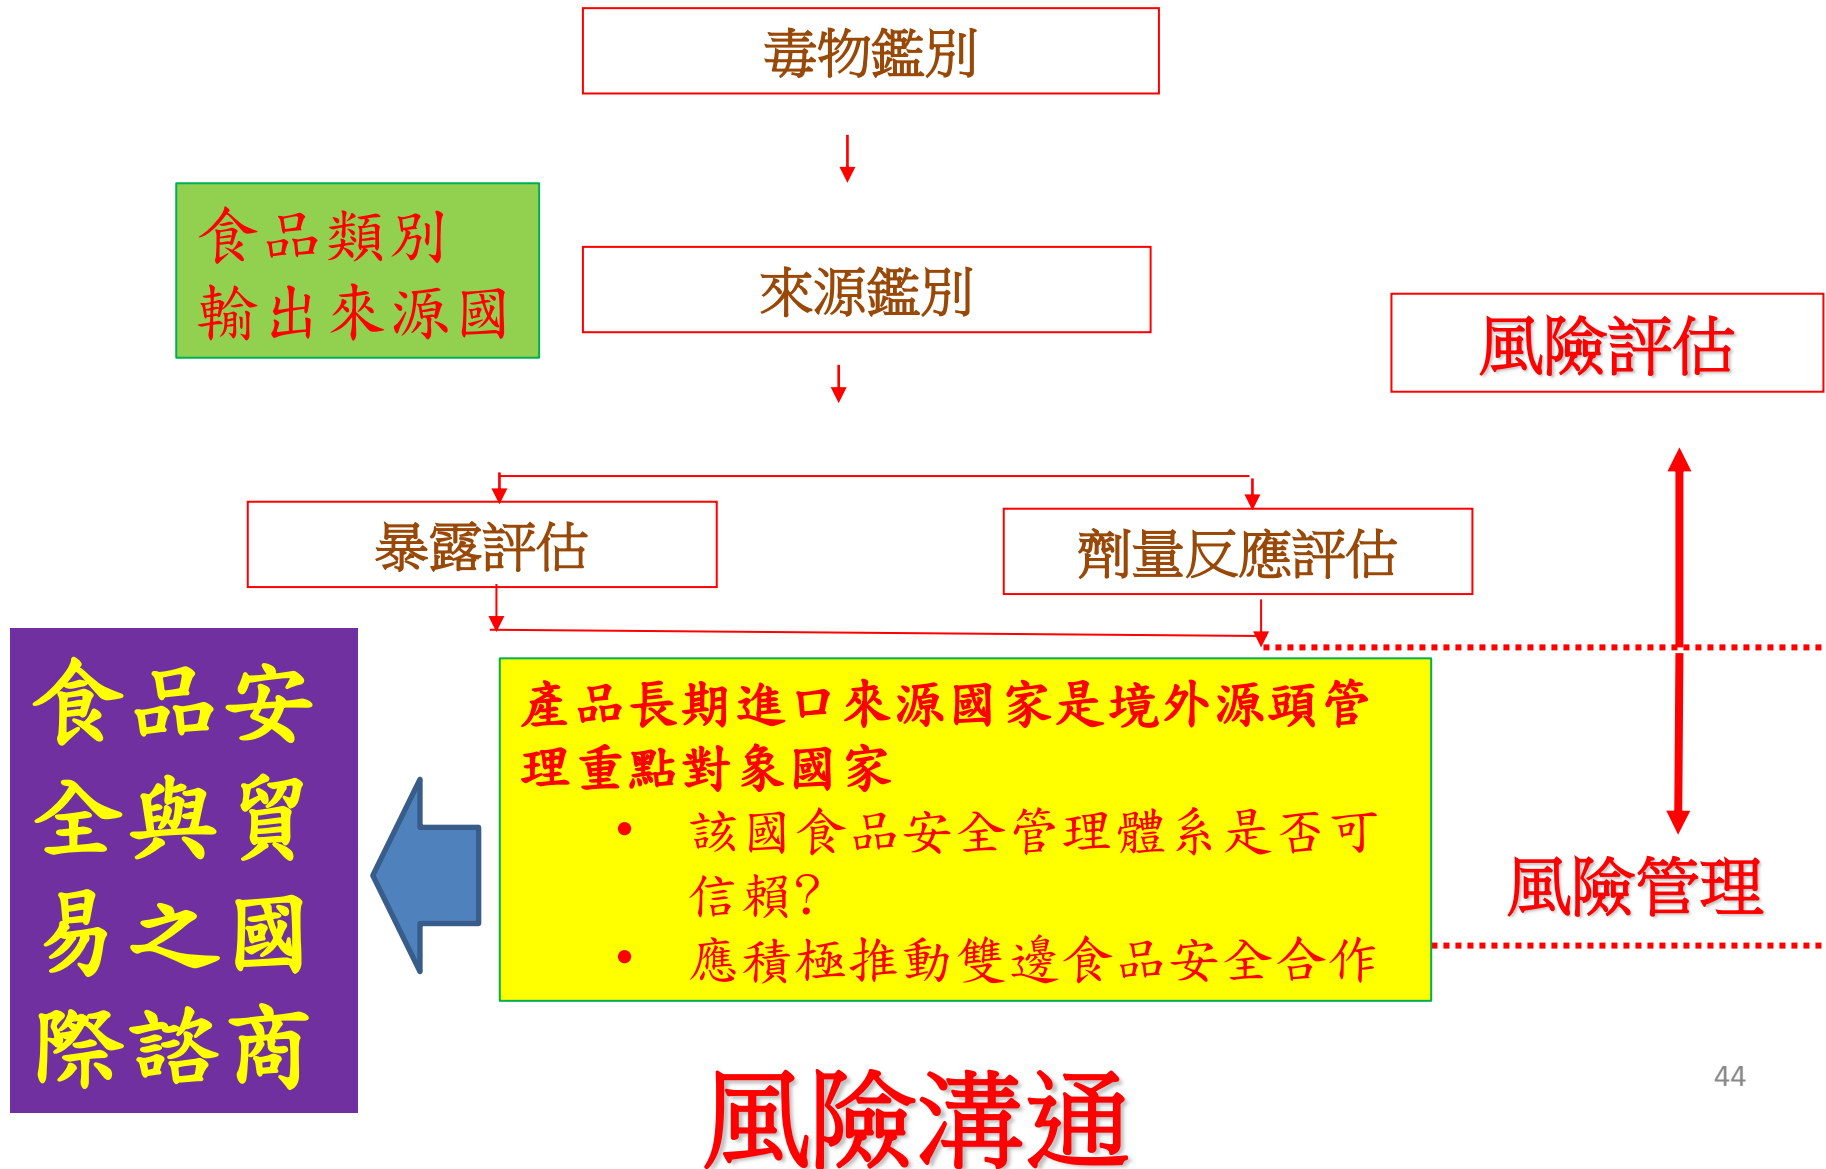 毒物鑑別
食品類別
輸出來源國
來源鑑別
風險評估
暴露評估
劑量反應評估
食品安
全與貿
易之國
際諮商
產品長期進口來源國家是境外源頭管
理重點對象國家
• 該國食品安全管理體系是否可
信賴?
• 應積極推動雙邊食品安全合作
風險管理
風險溝通
44